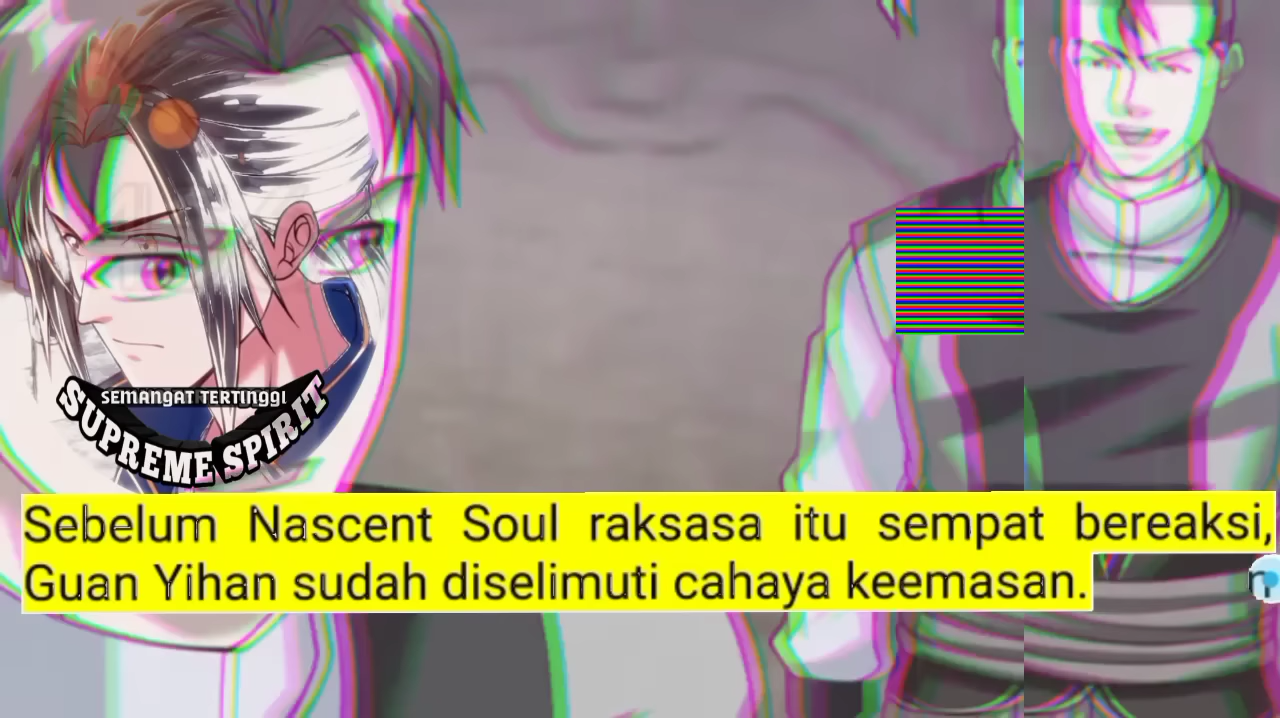 SEMANGAT TERTINGGI
SUPREME SPIRIT
Sebelum Nascent Soul raksasa itu sempat bereaksi,
Guan Yihan sudah diselimuti cahaya keemasan.